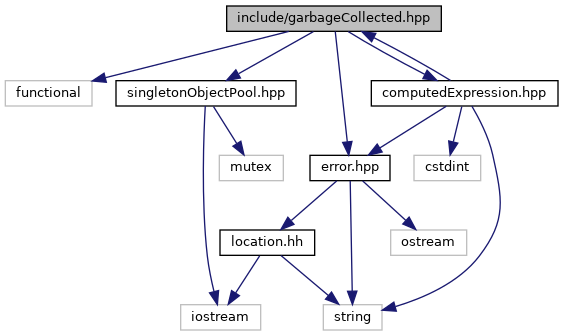 include/garbageCollected.hpp
functional
singletonObjectPool.hpp
computedExpression.hpp
mutex
error.hpp
cstdint
location.hh
ostream
iostream
string